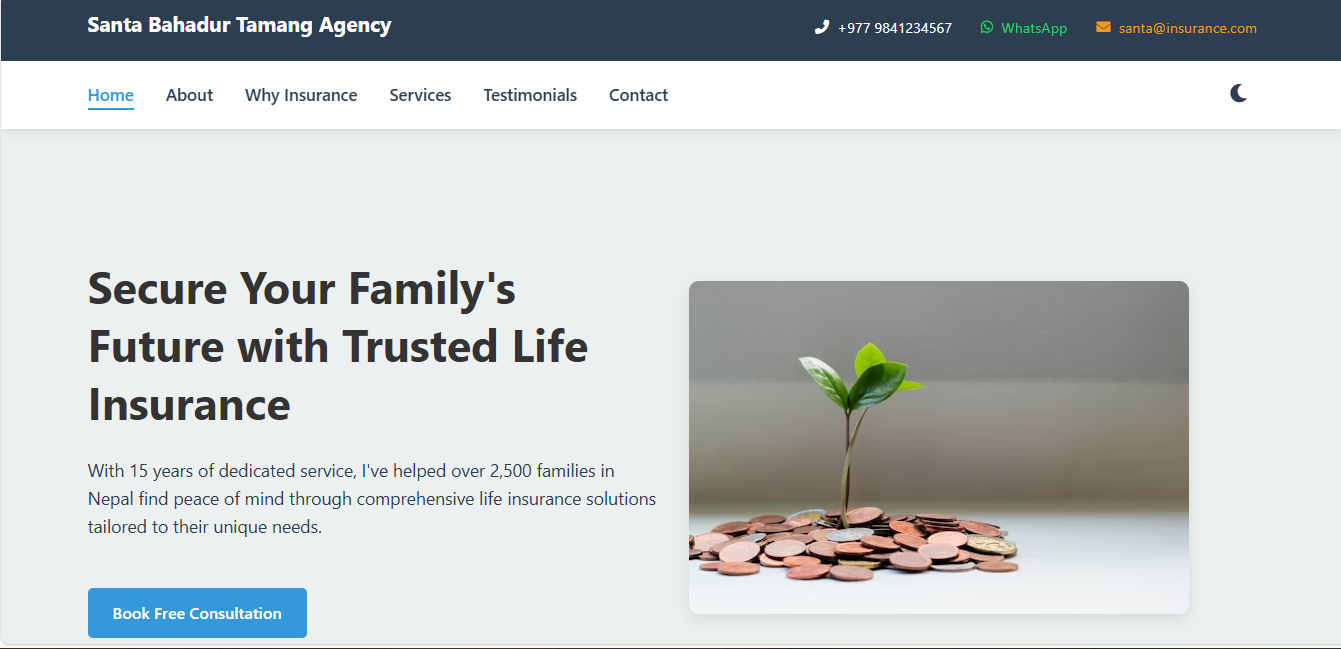 Santa Bahadur Tamang Agency
+977 9841234567
WhatsApp
santa@insurance.com
Home
About
Why Insurance
Services
Testimonials
Contact
Secure Your Family's
Future with Trusted Life
Insurance
With 15 years of dedicated service, I've helped over 2,500 families in
Nepal find peace of mind through comprehensive life insurance solutions
tailored to their unique needs.
Book Free Consultation